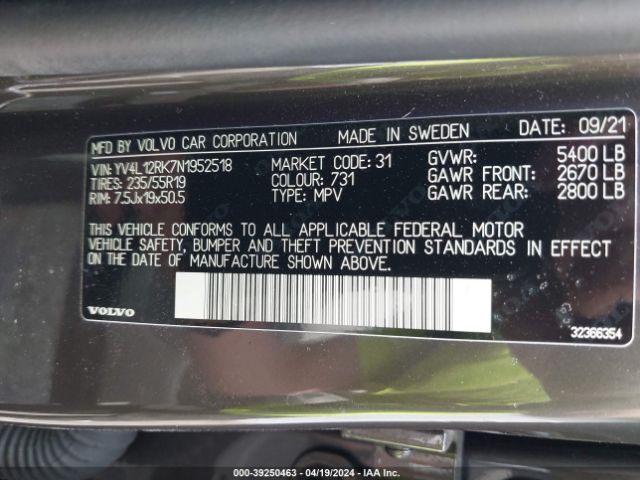 MFD BY VOLVO CAR CORPORATION MADE IN SWEDEN DATE: 09/21
VIN: YV4L12RK7N1952518 MARKET CODE: 31 GVWR: 5400 LB
TIRES: 235/55R19 COLOUR: 731 GAWR FRONT: 2670 LB
RIM: 7.5Jx19x50.5 TYPE: MPV GAWR REAR: 2800 LB
THIS VEHICLE CONFORMS TO ALL APPLICABLE FEDERAL MOTOR
VEHICLE SAFETY, BUMPER AND THEFT PREVENTION STANDARDS IN EFFECT
ON THE DATE OF MANUFACTURE SHOWN ABOVE.
VOLVO
32366354
000-39250463 - 04/19/2024 - IAA Inc.